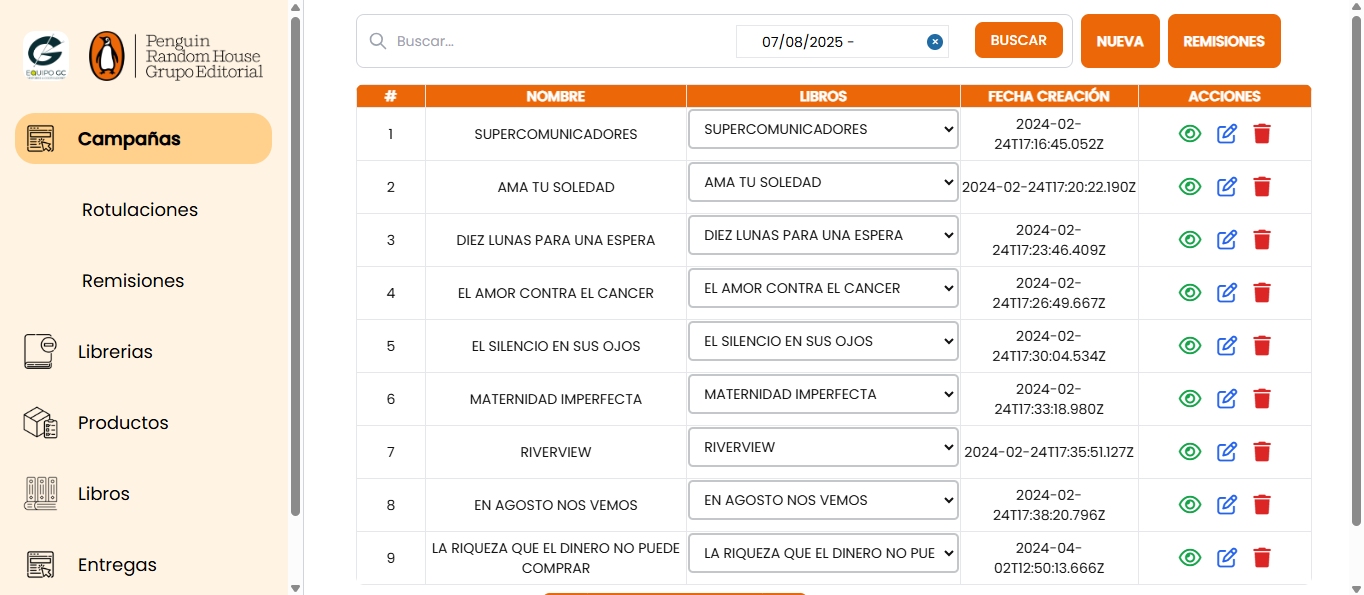 EQUIPO GC
Penguin
Random House
Grupo Editorial
Campañas
Rotulaciones
Remisiones
Librerias
Productos
Libros
Entregas
Buscar...
07/08/2025 -
BUSCAR
NUEVA
REMISIONES
# NOMBRE LIBROS FECHA CREACIÓN ACCIONES
1 SUPERCOMUNICADORES SUPERCOMUNICADORES 2024-02-
24T17:16:45.052Z
2 AMA TU SOLEDAD AMA TU SOLEDAD 2024-02-24T17:20:22.190Z
3 DIEZ LUNAS PARA UNA ESPERA DIEZ LUNAS PARA UNA ESPERA 2024-02-
24T17:23:46.409Z
4 EL AMOR CONTRA EL CANCER EL AMOR CONTRA EL CANCER 2024-02-
24T17:26:49.667Z
5 EL SILENCIO EN SUS OJOS EL SILENCIO EN SUS OJOS 2024-02-
24T17:30:04.534Z
6 MATERNIDAD IMPERFECTA MATERNIDAD IMPERFECTA 2024-02-
24T17:33:18.980Z
7 RIVERVIEW RIVERVIEW 2024-02-24T17:35:51.127Z
8 EN AGOSTO NOS VEMOS EN AGOSTO NOS VEMOS 2024-02-
24T17:38:20.796Z
9 LA RIQUEZA QUE EL DINERO NO PUEDE
COMPRAR LA RIQUEZA QUE EL DINERO NO PUE 2024-04-
02T12:50:13.666Z